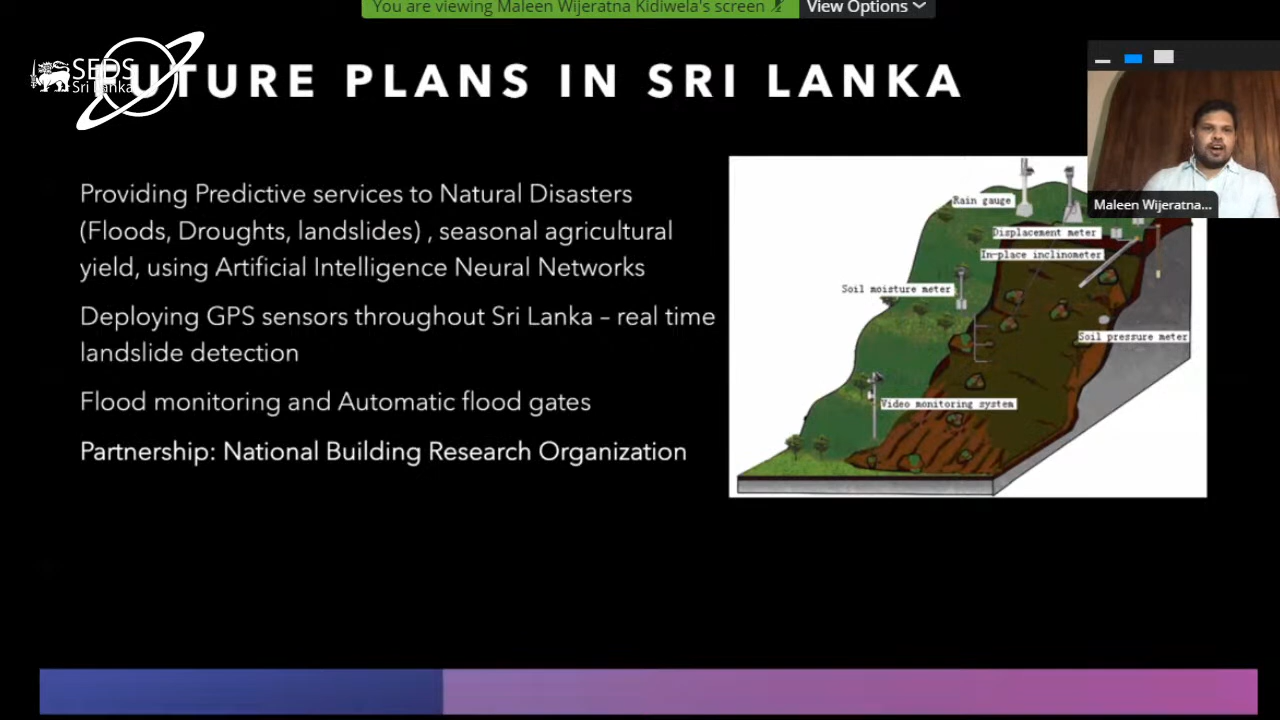 You are viewing Maleen Wijeratna Kidiwela's screen
View Options
SEDS
Sri Lanka
FUTURE PLANS IN SRI LANKA
Maleen Wijeratna...
Providing Predictive services to Natural Disasters
(Floods, Droughts, landslides) , seasonal agricultural
yield, using Artificial Intelligence Neural Networks
Deploying GPS sensors throughout Sri Lanka – real time
landslide detection
Flood monitoring and Automatic flood gates
Partnership: National Building Research Organization
Rain gauge
Displacement meter
In-place inclinometer
Soil moisture meter
Soil pressure meter
Video monitoring system